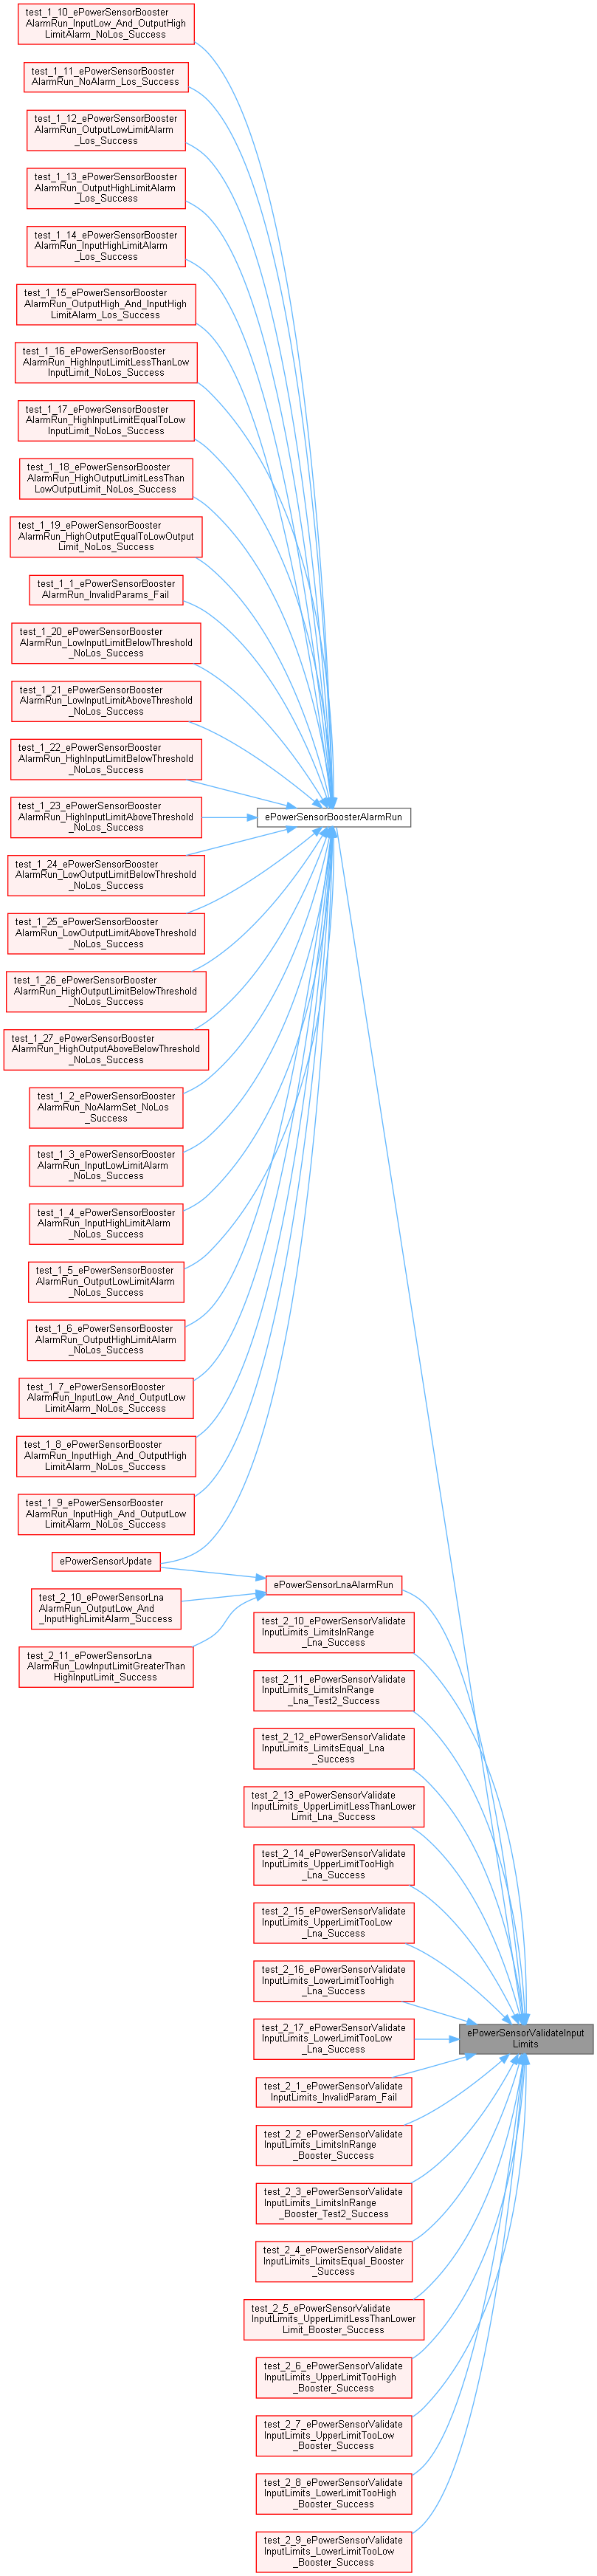 test_1_10_ePowerSensorBooster
AlarmRun_InputLow_And_OutputHigh
LimitAlarm_NoLos_Success
test_1_11_ePowerSensorBooster
AlarmRun_NoAlarm_Los_Success
test_1_12_ePowerSensorBooster
AlarmRun_OutputLowLimitAlarm
_Los_Success
test_1_13_ePowerSensorBooster
AlarmRun_OutputHighLimitAlarm
_Los_Success
test_1_14_ePowerSensorBooster
AlarmRun_InputHighLimitAlarm
_Los_Success
test_1_15_ePowerSensorBooster
AlarmRun_OutputHigh_And_InputHigh
LimitAlarm_Los_Success
test_1_16_ePowerSensorBooster
AlarmRun_HighInputLimitLessThanLow
InputLimit_NoLos_Success
test_1_17_ePowerSensorBooster
AlarmRun_HighInputLimitEqualToLow
InputLimit_NoLos_Success
test_1_18_ePowerSensorBooster
AlarmRun_HighOutputLimitLessThan
LowOutputLimit_NoLos_Success
test_1_19_ePowerSensorBooster
AlarmRun_HighOutputEqualToLowOutput
Limit_NoLos_Success
test_1_1_ePowerSensorBooster
AlarmRun_InvalidParams_Fail
test_1_20_ePowerSensorBooster
AlarmRun_LowInputLimitBelowThreshold
_NoLos_Success
test_1_21_ePowerSensorBooster
AlarmRun_LowInputLimitAboveThreshold
_NoLos_Success
test_1_22_ePowerSensorBooster
AlarmRun_HighInputLimitBelowThreshold
_NoLos_Success
test_1_23_ePowerSensorBooster
AlarmRun_HighInputLimitAboveThreshold
_NoLos_Success
ePowerSensorBoosterAlarmRun
test_1_24_ePowerSensorBooster
AlarmRun_LowOutputLimitBelowThreshold
_NoLos_Success
test_1_25_ePowerSensorBooster
AlarmRun_LowOutputLimitAboveThreshold
_NoLos_Success
test_1_26_ePowerSensorBooster
AlarmRun_HighOutputLimitBelowThreshold
_NoLos_Success
test_1_27_ePowerSensorBooster
AlarmRun_HighOutputAboveBelowThreshold
_NoLos_Success
test_1_2_ePowerSensorBooster
AlarmRun_NoAlarmSet_NoLos
_Success
test_1_3_ePowerSensorBooster
AlarmRun_InputLowLimitAlarm
_NoLos_Success
test_1_4_ePowerSensorBooster
AlarmRun_InputHighLimitAlarm
_NoLos_Success
test_1_5_ePowerSensorBooster
AlarmRun_OutputLowLimitAlarm
_NoLos_Success
test_1_6_ePowerSensorBooster
AlarmRun_OutputHighLimitAlarm
_NoLos_Success
test_1_7_ePowerSensorBooster
AlarmRun_InputLow_And_OutputLow
LimitAlarm_NoLos_Success
test_1_8_ePowerSensorBooster
AlarmRun_InputHigh_And_OutputHigh
LimitAlarm_NoLos_Success
test_1_9_ePowerSensorBooster
AlarmRun_InputHigh_And_OutputLow
LimitAlarm_NoLos_Success
ePowerSensorUpdate
ePowerSensorLnaAlarmRun
test_2_10_ePowerSensorLna
AlarmRun_OutputLow_And
_InputHighLimitAlarm_Success
test_2_11_ePowerSensorLna
AlarmRun_LowInputLimitGreaterThan
HighInputLimit_Success
test_2_10_ePowerSensorValidate
InputLimits_LimitsInRange
_Lna_Success
test_2_11_ePowerSensorValidate
InputLimits_LimitsInRange
_Lna_Test2_Success
test_2_12_ePowerSensorValidate
InputLimits_LimitsEqual_Lna
_Success
test_2_13_ePowerSensorValidate
InputLimits_UpperLimitLessThanLower
Limit_Lna_Success
test_2_14_ePowerSensorValidate
InputLimits_UpperLimitTooHigh
_Lna_Success
test_2_15_ePowerSensorValidate
InputLimits_UpperLimitTooLow
_Lna_Success
test_2_16_ePowerSensorValidate
InputLimits_LowerLimitTooHigh
_Lna_Success
test_2_17_ePowerSensorValidate
InputLimits_LowerLimitTooLow
_Lna_Success
ePowerSensorValidateInput
Limits
test_2_1_ePowerSensorValidate
InputLimits_InvalidParam_Fail
test_2_2_ePowerSensorValidate
InputLimits_LimitsInRange
_Booster_Success
test_2_3_ePowerSensorValidate
InputLimits_LimitsInRange
_Booster_Test2_Success
test_2_4_ePowerSensorValidate
InputLimits_LimitsEqual_Booster
_Success
test_2_5_ePowerSensorValidate
InputLimits_UpperLimitLessThanLower
Limit_Booster_Success
test_2_6_ePowerSensorValidate
InputLimits_UpperLimitTooHigh
_Booster_Success
test_2_7_ePowerSensorValidate
InputLimits_UpperLimitTooLow
_Booster_Success
test_2_8_ePowerSensorValidate
InputLimits_LowerLimitTooHigh
_Booster_Success
test_2_9_ePowerSensorValidate
InputLimits_LowerLimitTooLow
_Booster_Success